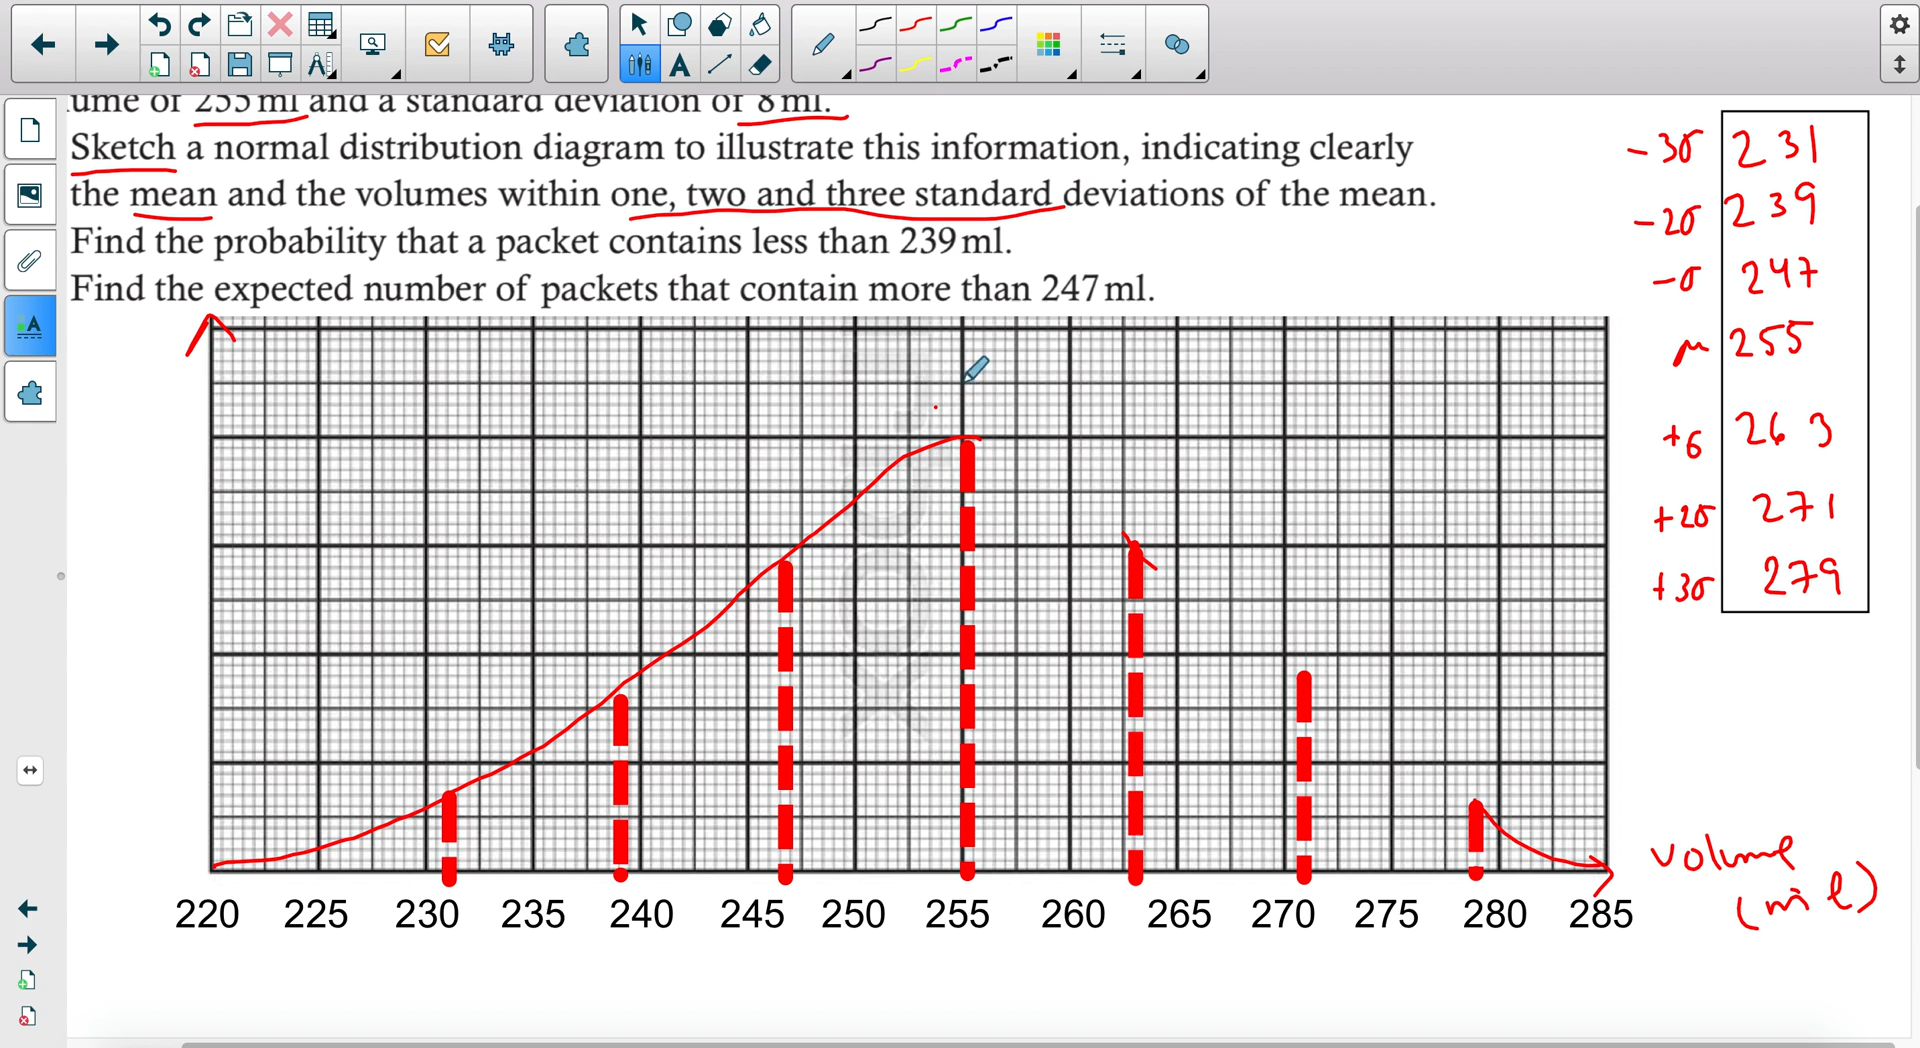 lume of 255 ml and a standard deviation of 8 ml.
Sketch a normal distribution diagram to illustrate this information, indicating clearly
the mean and the volumes within one, two and three standard deviations of the mean.
Find the probability that a packet contains less than 239 ml.
Find the expected number of packets that contain more than 247 ml.
-3σ 231
-2σ 239
-σ 247
μ 255
+σ 263
+2σ 271
+3σ 279
220 225 230 235 240 245 250 255 260 265 270 275 280 285
volume
(ml)